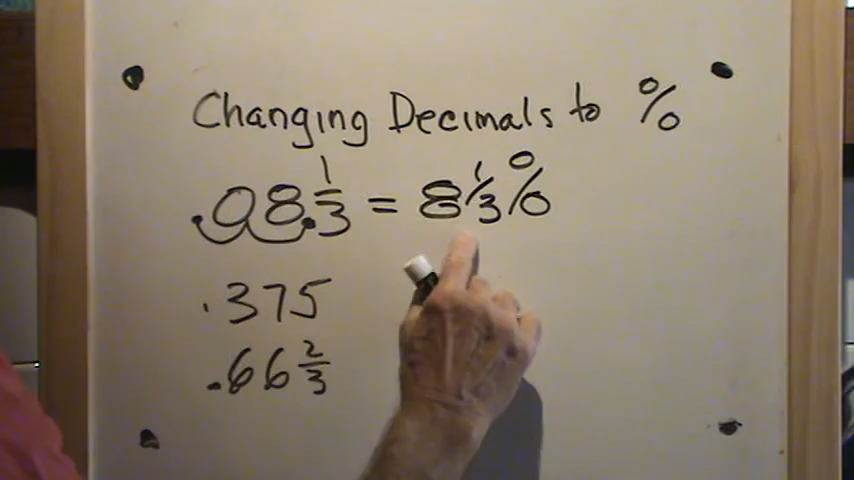 Changing Decimals to %
.08.1/3 = 8 1/3 %
.375
.66 2/3